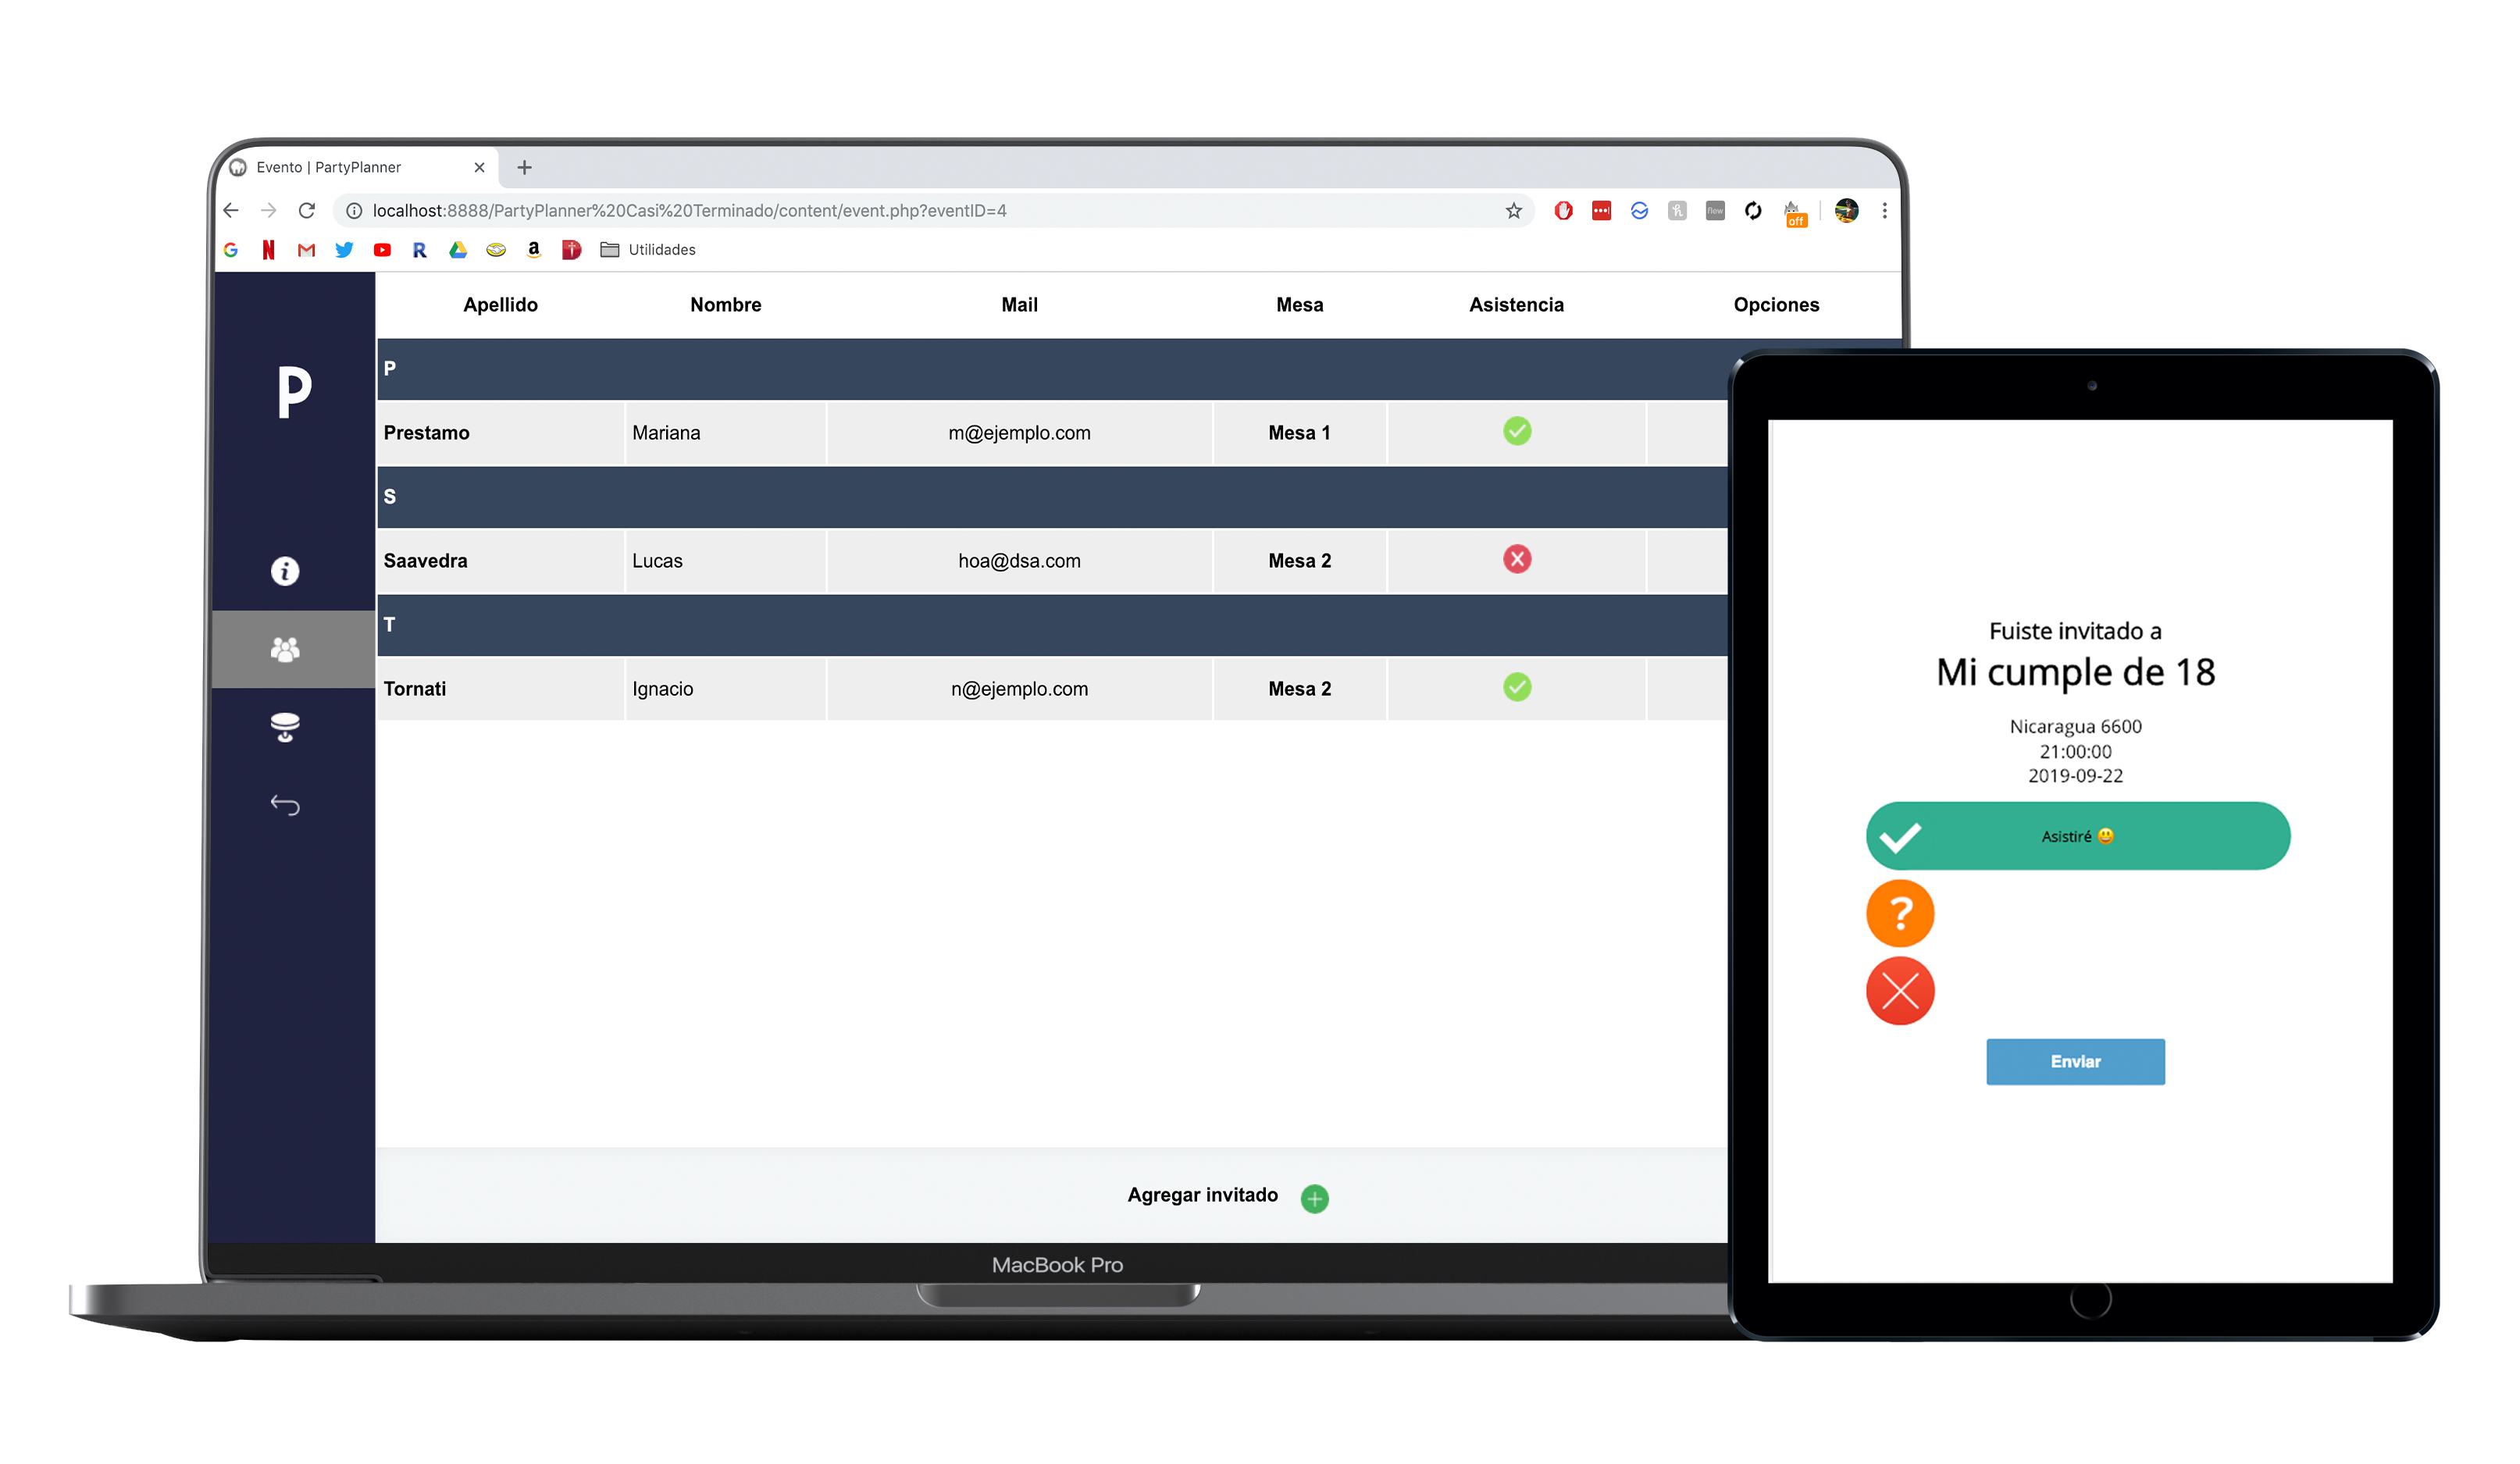 Evento | PartyPlanner
localhost:8888/PartyPlanner%20Casi%20Terminado/content/event.php?eventID=4
off
flow
G N M R a Utilidades
Apellido Nombre Mail Mesa Asistencia Opciones
P
P
Prestamo Mariana m@ejemplo.com Mesa 1
S
Saavedra Lucas hoa@dsa.com Mesa 2
T
Tornati Ignacio n@ejemplo.com Mesa 2
Agregar invitado
MacBook Pro
Fuiste invitado a
Mi cumple de 18
Nicaragua 6600
21:00:00
2019-09-22
Asistiré 😃
?
Enviar